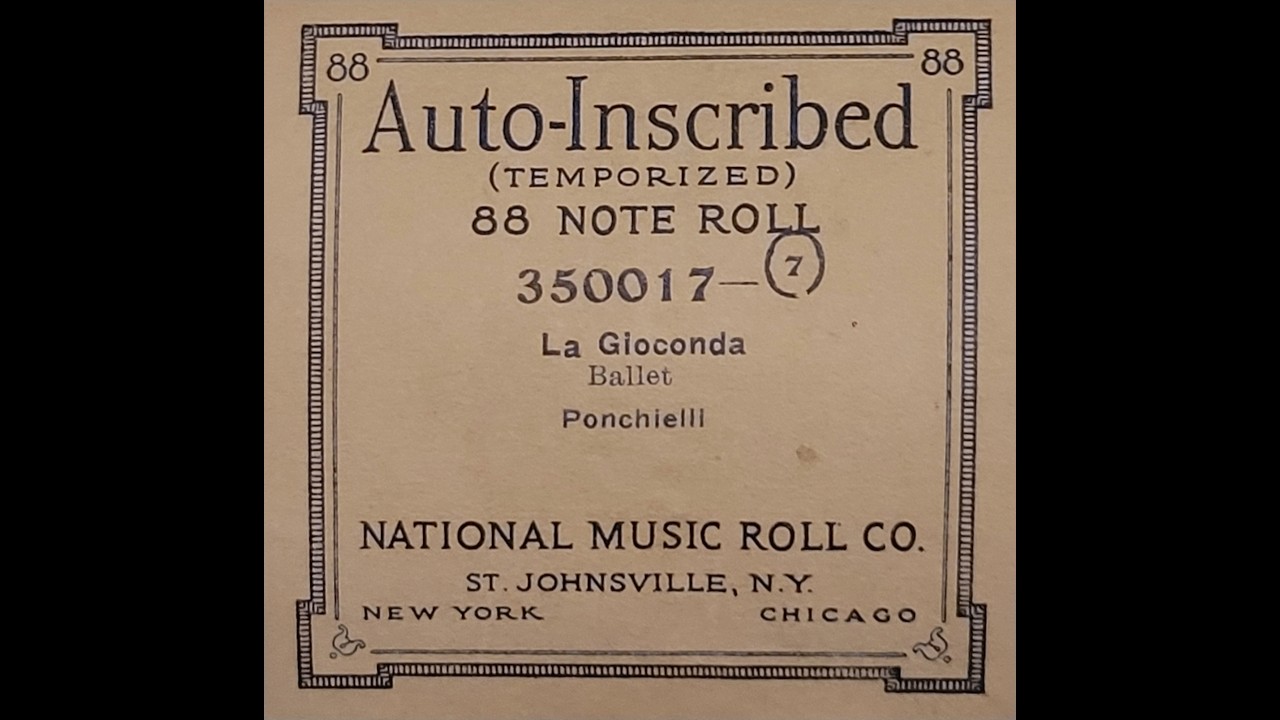 88 88
Auto-Inscribed
(TEMPORIZED)
88 NOTE ROLL
350017—7
La Gioconda
Ballet
Ponchielli
NATIONAL MUSIC ROLL CO.
ST. JOHNSVILLE, N.Y.
NEW YORK CHICAGO